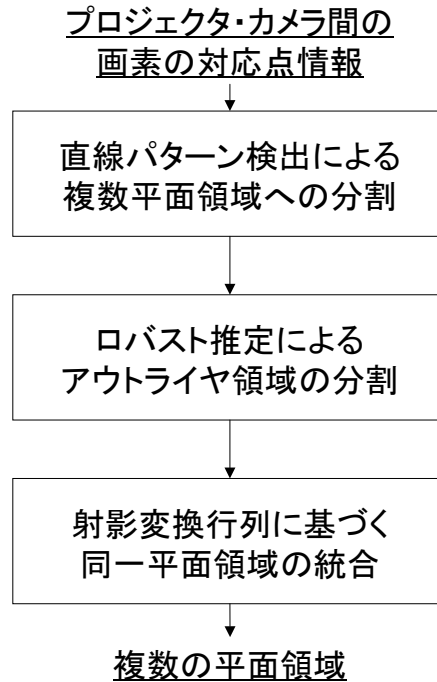 プロジェクタ・カメラ間の
画素の対応点情報
直線パターン検出による
複数平面領域への分割
ロバスト推定による
アウトライヤ領域の分割
射影変換行列に基づく
同一平面領域の統合
複数の平面領域